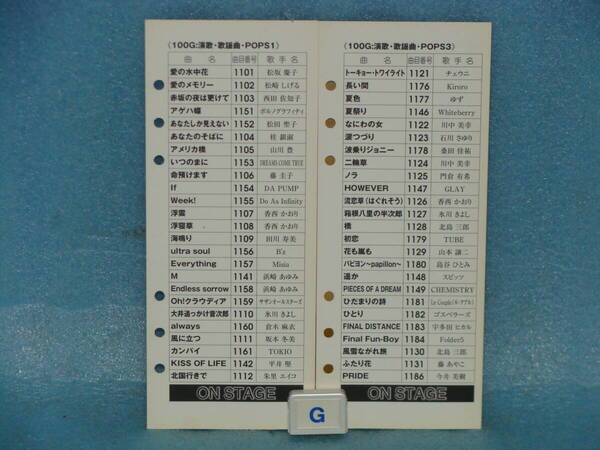 〈100G:演歌・歌謡曲・POPS1〉
曲 名 曲目番号 歌 手 名
愛の水中花 1101 松坂 慶子
愛のメモリー 1102 松崎 しげる
赤坂の夜は更けて 1103 西田 佐知子
アゲハ蝶 1151 ポルノグラフィティ
あなたしか見えない 1152 松田 聖子
あなたのそばに 1104 桂 銀淑
アメリカ橋 1105 山川 豊
いつのまに 1153 DREAMS COME TRUE
命預けます 1106 藤 圭子
If 1154 DA PUMP
Week! 1155 Do As Infinity
浮雲 1107 香西 かおり
浮寝草 1108 香西 かおり
海鳴り 1109 田川 寿美
ultra soul 1156 B'z
Everything 1157 Misia
M 1141 浜崎 あゆみ
Endless sorrow 1158 浜崎 あゆみ
Oh!クラウディア 1159 サザンオールスターズ
大井追っかけ音次郎 1110 氷川 きよし
always 1160 倉木 麻衣
風に立つ 1111 坂本 冬美
カンパイ 1161 TOKIO
KISS OF LIFE 1142 平井 堅
北国行きで 1112 朱里 エイコ
ON STAGE
〈100G:演歌・歌謡曲・POPS3〉
曲 名 曲目番号 歌 手 名
トーキョー・トワイライト 1121 チェウニ
長い間 1176 Kiroro
夏色 1177 ゆず
夏祭り 1146 Whiteberry
なにわの女 1122 川中 美幸
涙つづり 1123 石川 さゆり
波乗りジョニー 1178 桑田 佳祐
二輪草 1124 川中 美幸
ノラ 1125 門倉 有希
HOWEVER 1147 GLAY
流恋草（はぐれそう） 1126 香西 かおり
箱根八里の半次郎 1127 氷川 きよし
橋 1128 北島 三郎
初恋 1179 TUBE
花も嵐も 1129 山本 譲二
パピヨン〜papillon〜 1180 島谷 ひとみ
遥か 1148 スピッツ
PIECES OF A DREAM 1149 CHEMISTRY
ひだまりの詩 1181 Le Couple(ル・クプル)
ひとり 1182 ゴスペラーズ
FINAL DISTANCE 1183 宇多田 ヒカル
Final Fun-Boy 1184 Folder5
風雪ながれ旅 1130 北島 三郎
ふたり花 1131 藤 あや子
PRIDE 1186 今井 美樹
ON STAGE
G